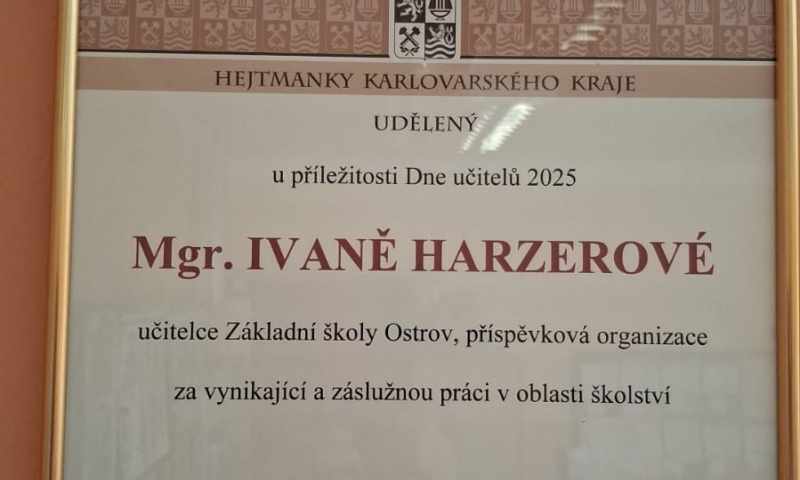 HEJTMANKY KARLOVARSKÉHO KRAJE
UDĚLENÝ
u příležitosti Dne učitelů 2025
Mgr. IVANĚ HARZEROVÉ
učitelce Základní školy Ostrov, příspěvková organizace
za vynikající a záslužnou práci v oblasti školství